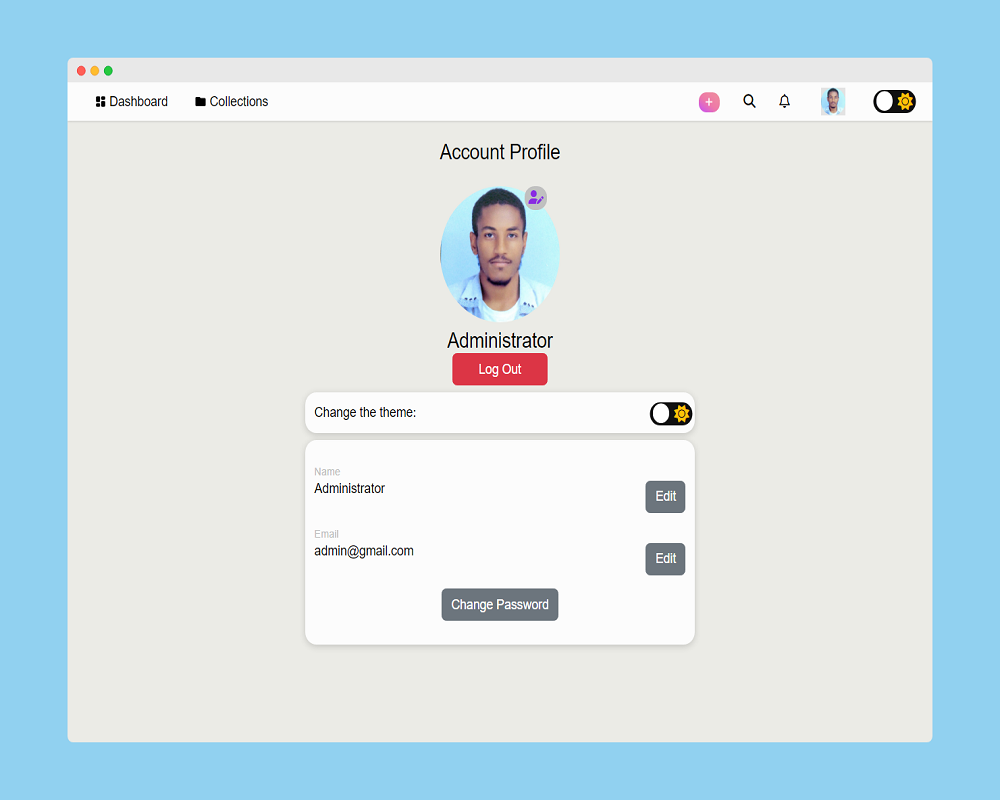 Dashboard Collections +
Account Profile
Administrator
Log Out
Change the theme:
Name
Administrator
Edit
Email
admin@gmail.com
Edit
Change Password